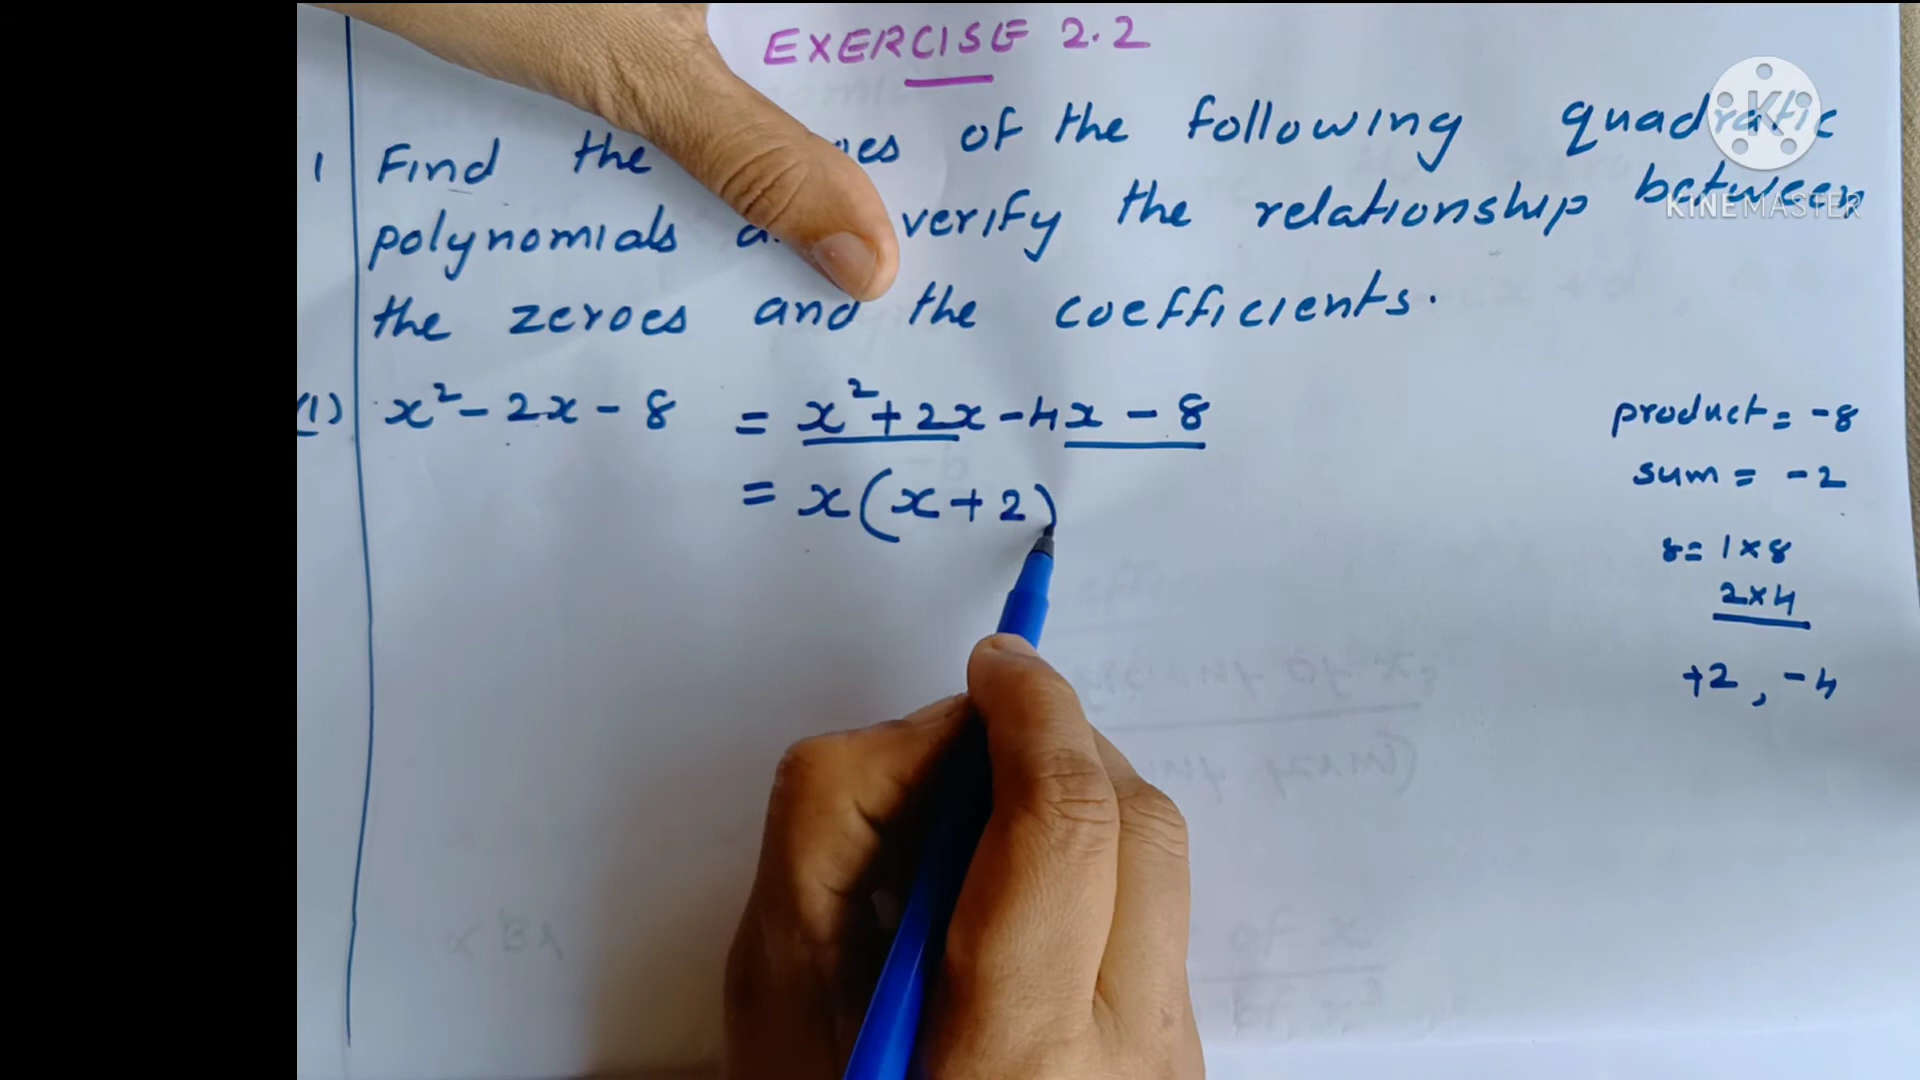 EXERCISE 2.2
1 Find the oes of the following quadratic
polynomials a verify the relationship between
the zeroes and the coefficients.
(1) x² - 2x - 8 = x² + 2x - 4x - 8
= x(x + 2)
product = -8
sum = -2
8 = 1 × 8
2 × 4
+2, -4
KINEMASTER